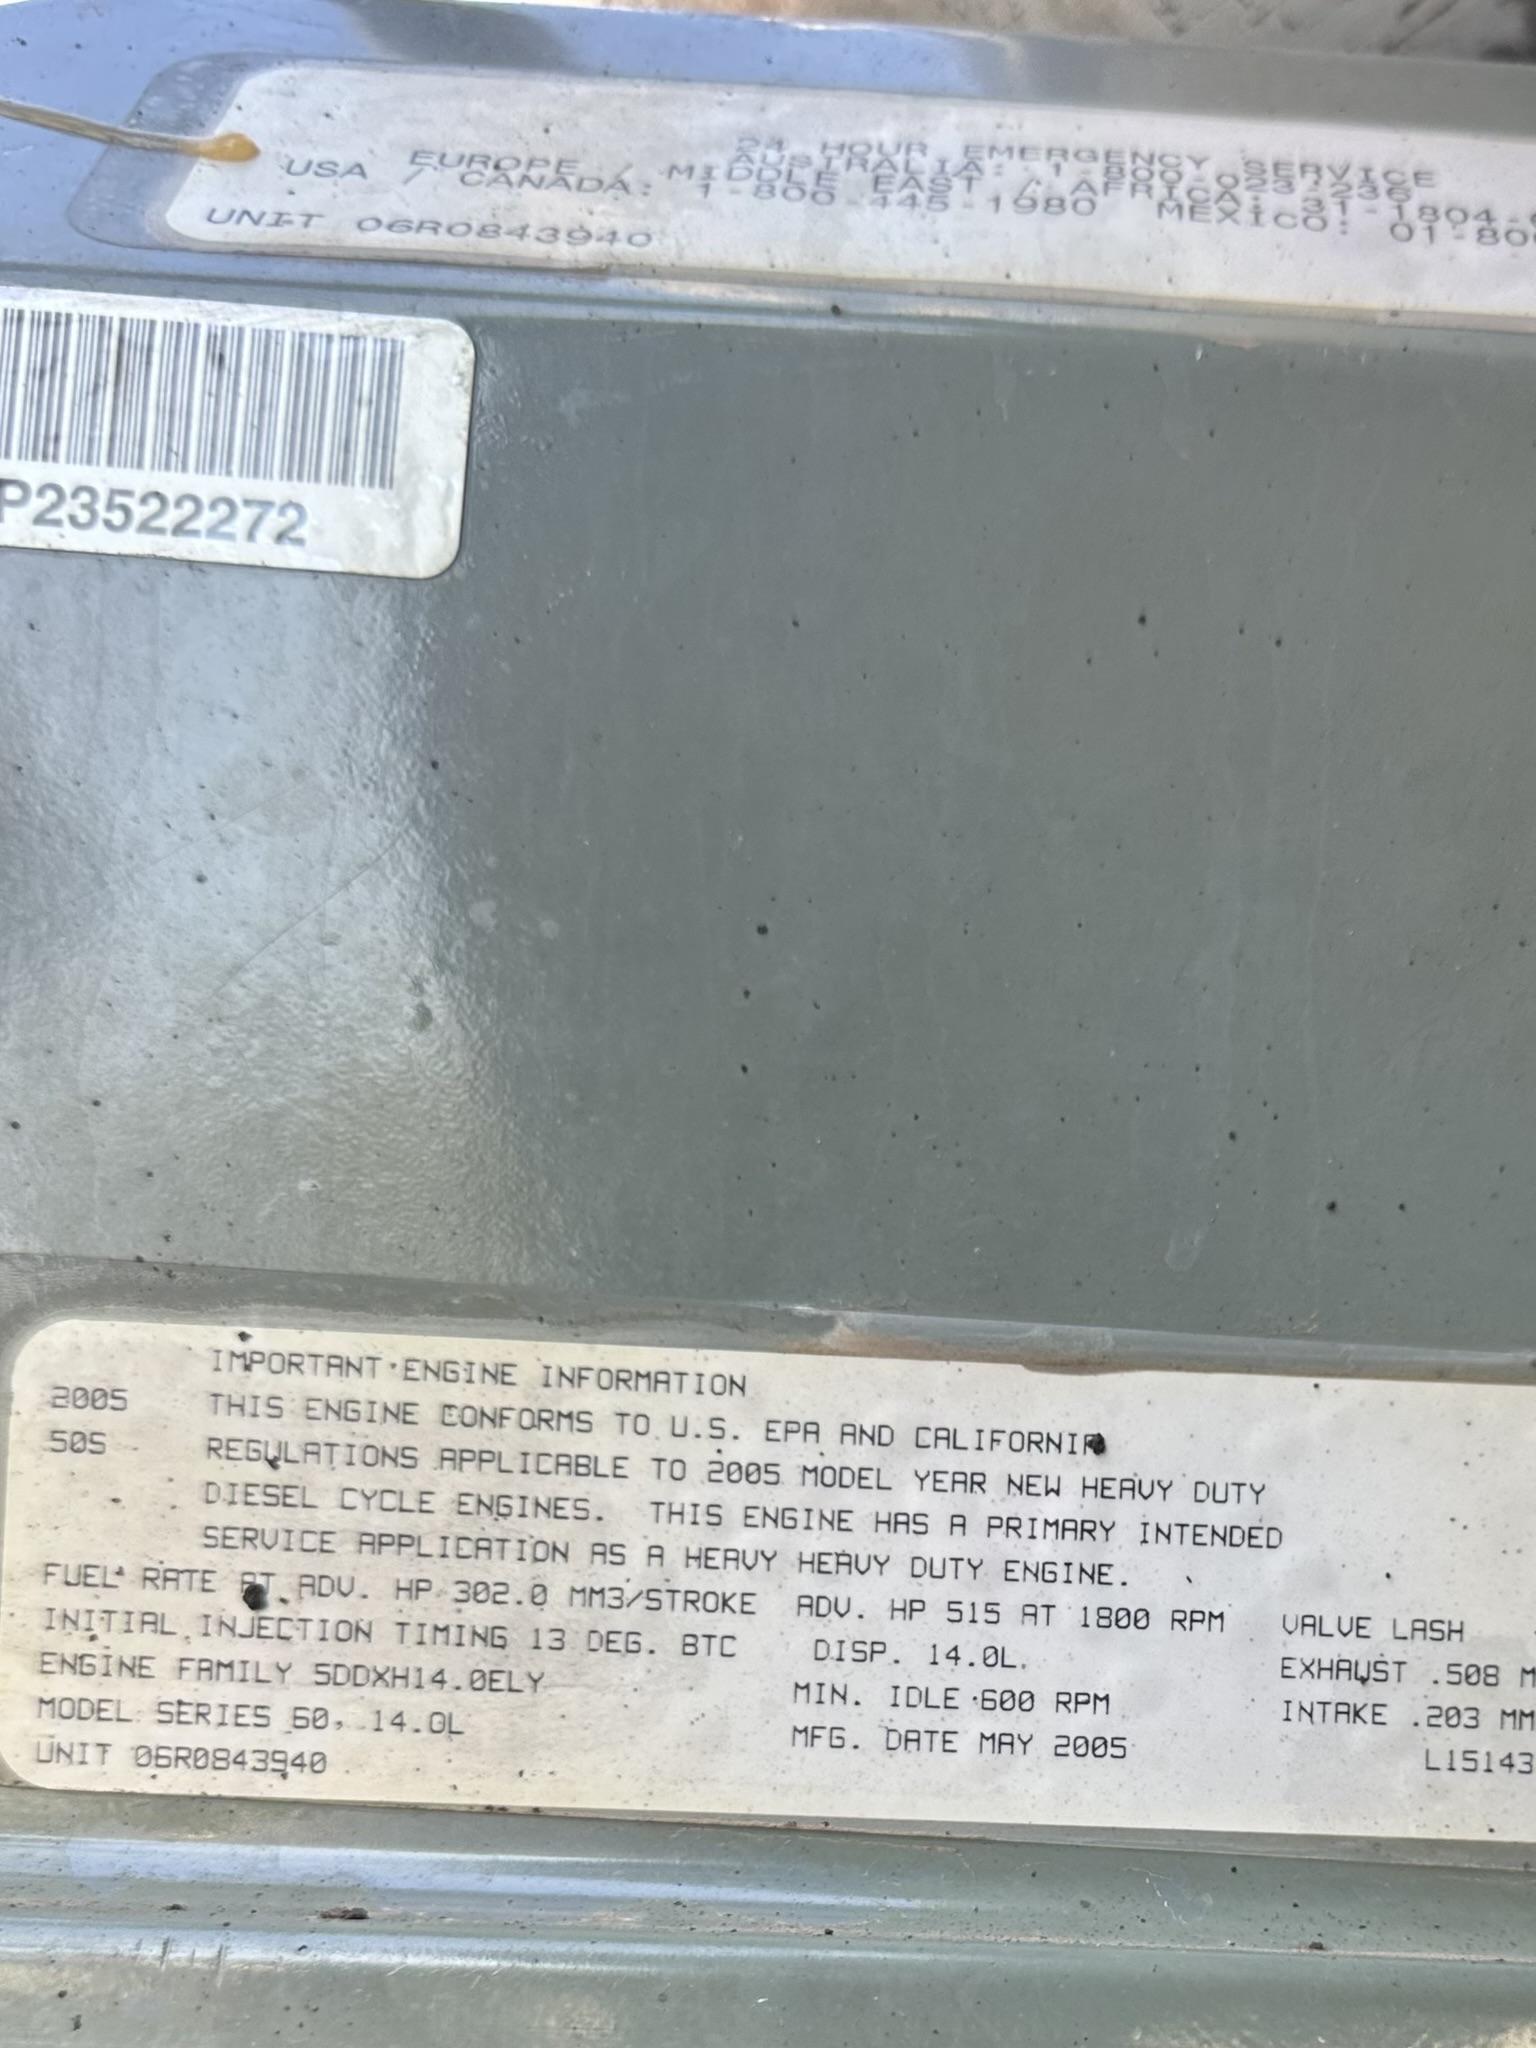 24 HOUR EMERGENCY SERVICE
AUSTRALIA: 1-800-023-236
EUROPE / MIDDLE EAST / AFRICA: 31-1804-
USA / CANADA: 1-800-445-1980 MEXICO: 01-800
UNIT 06R0843940
P23522272
IMPORTANT ENGINE INFORMATION
2005 THIS ENGINE CONFORMS TO U.S. EPA AND CALIFORNIA
505 REGULATIONS APPLICABLE TO 2005 MODEL YEAR NEW HEAVY DUTY
DIESEL CYCLE ENGINES. THIS ENGINE HAS A PRIMARY INTENDED
SERVICE APPLICATION AS A HEAVY HEAVY DUTY ENGINE.
FUEL RATE AT ADV. HP 302.0 MM3/STROKE ADV. HP 515 AT 1800 RPM VALVE LASH
INITIAL INJECTION TIMING 13 DEG. BTC DISP. 14.0L. EXHAUST .508 M
ENGINE FAMILY 5DDXH14.0ELY MIN. IDLE 600 RPM INTAKE .203 MM
MODEL SERIES 60, 14.0L MFG. DATE MAY 2005 L15143
UNIT 06R0843940